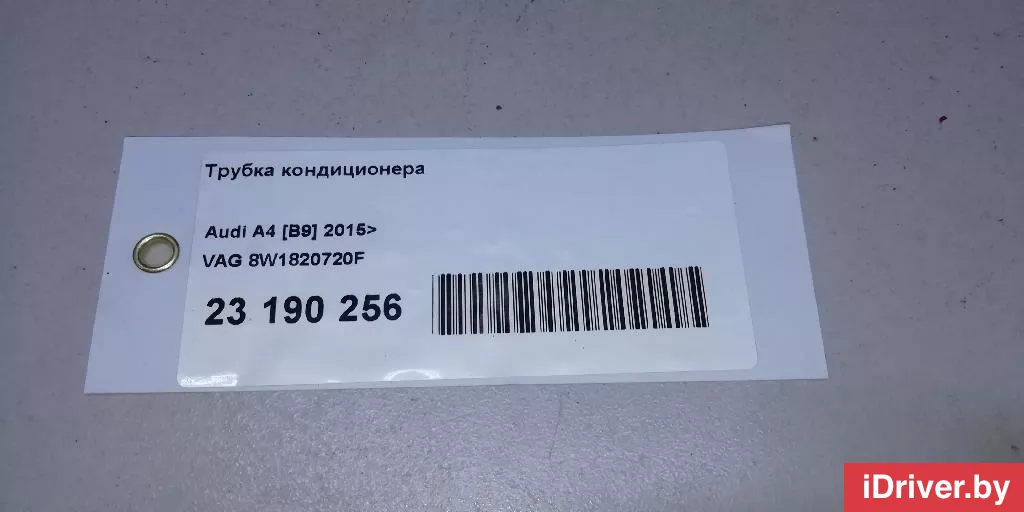 Трубка кондиционера
Audi A4 [B9] 2015>
VAG 8W1820720F
23 190 256
iDriver.by